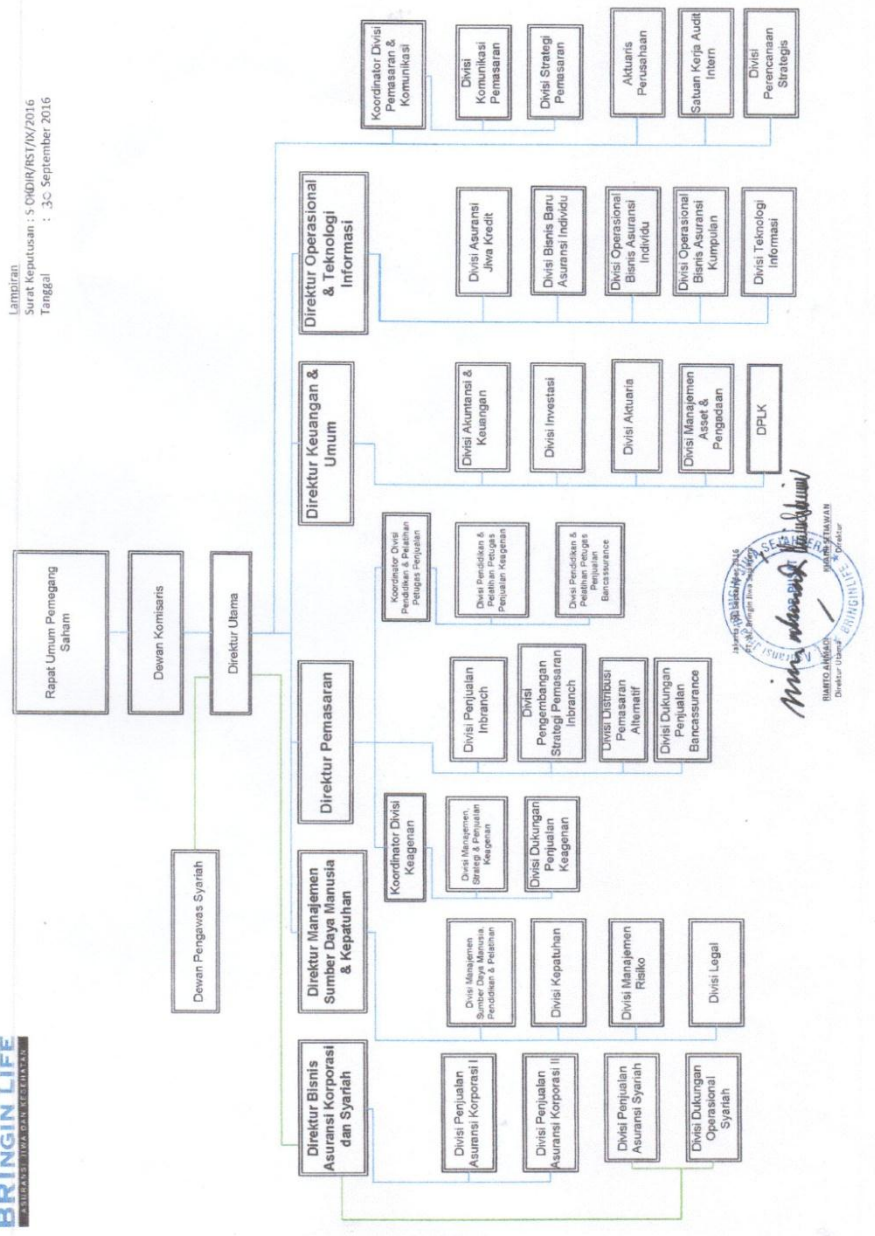 BRINGIN LIFE
ASURANSI JIWA DAN KESEHATAN
Lampiran
Surat Keputusan : S
DIR/RST/IX/2016
Tanggal : 30 September 2016
Rapat Umum Pemegang
Saham
Dewan Komisaris
Dewan Pengawas Syariah
Direktur Utama
Direktur Bisnis
Asuransi Korporasi
dan Syariah
Direktur Manajemen
Sumber Daya Manusia
& Kepatuhan
Direktur Pemasaran
Direktur Keuangan &
Umum
Direktur Operasional
& Teknologi
Informasi
Divisi Penjualan
Asuransi Korporasi I
Divisi Penjualan
Asuransi Korporasi II
Divisi Penjualan
Asuransi Syariah
Divisi Dukungan
Operasional
Syariah
Divisi Manajemen
Sumber Daya Manusia,
Pendidikan & Pelatihan
Divisi Kepatuhan
Divisi Manajemen
Risiko
Divisi Legal
Koordinator Divisi
Keagenan
Divisi Manajemen,
Strategi & Penjualan
Keagenan
Divisi Dukungan
Penjualan
Keagenan
Divisi Penjualan
Inbranch
Divisi
Pengembangan
Strategi Pemasaran
Inbranch
Divisi Distribusi
Pemasaran
Alternatif
Divisi Dukungan
Penjualan
Bancassurance
Koordinator Divisi
Pendidikan & Pelatihan
Petugas Penjualan
Divisi Pendidikan &
Pelatihan Petugas
Penjualan Keagenan
Divisi Pendidikan &
Pelatihan Petugas
Penjualan
Bancassurance
Divisi Akuntansi &
Keuangan
Divisi Investasi
Divisi Aktuaria
Divisi Manajemen
Asset &
Pengadaan
DPLK
Divisi Asuransi
Jiwa Kredit
Divisi Bisnis Baru
Asuransi Individu
Divisi Operasional
Bisnis Asuransi
Individu
Divisi Operasional
Bisnis Asuransi
Kumpulan
Divisi Teknologi
Informasi
Koordinator Divisi
Pemasaran &
Komunikasi
Divisi
Komunikasi
Pemasaran
Divisi Strategi
Pemasaran
Aktuaris
Perusahaan
Satuan Kerja Audit
Intern
Divisi
Perencanaan
Strategis
Jakarta, 30 September 2016
BRINGINLIFE
RIANTO AHMADI
Direktur Utama
SETIAWAN
Direktur